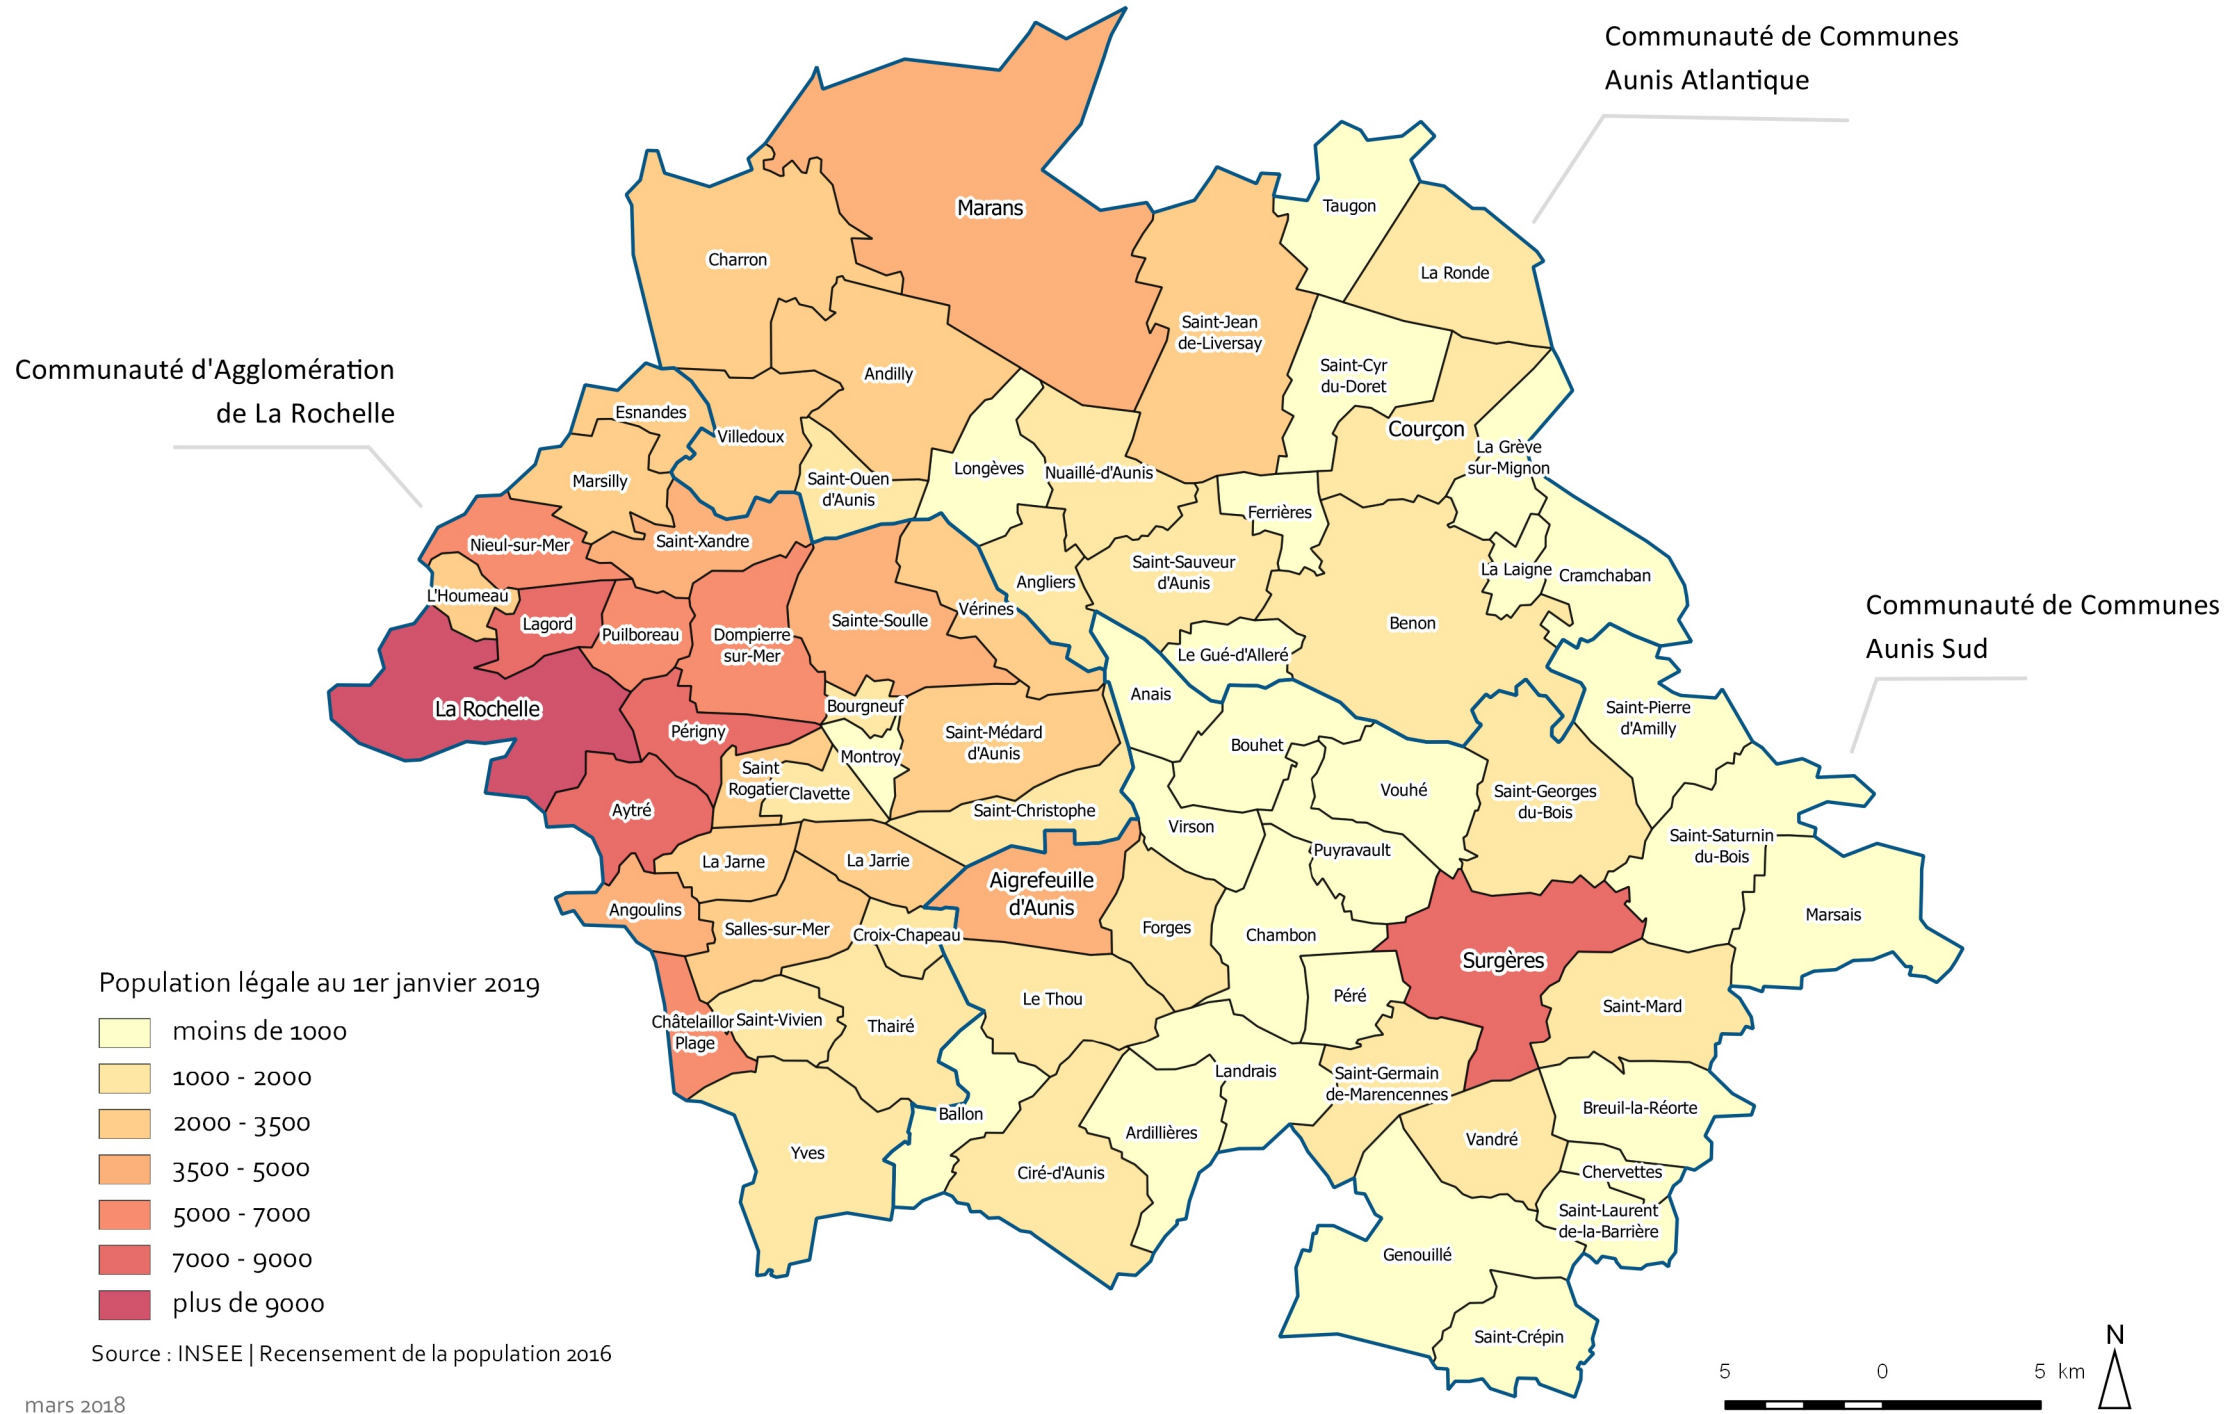 Communauté de Communes
Aunis Atlantique
Taugon
Marans
Charron
La Ronde
Saint-Jean
de-Liversay
Communauté d'Agglomération
de La Rochelle
Saint-Cyr
du-Doret
Andilly
Esnandes
Villedoux
Courçon
La Grève
sur-Mignon
Longèves
Nuaillé-d'Aunis
Marsilly
Saint-Ouen
d'Aunis
Ferrières
Nieul-sur-Mer
Saint-Xandre
Saint-Sauveur
d'Aunis
La Laigne
Cramchaban
Angliers
L'Houmeau
Vérines
Communauté de Communes
Aunis Sud
Lagord
Puilboreau
Dompierre
sur-Mer
Sainte-Soulle
Benon
Le Gué-d'Alleré
Anais
La Rochelle
Bourgneuf
Saint-Pierre
d'Amilly
Périgny
Saint-Médard
d'Aunis
Bouhet
Montroy
Saint
Rogatien
Clavette
Vouhé
Saint-Georges
du-Bois
Aytré
Saint-Christophe
Virson
Saint-Saturnin
du-Bois
Puyravault
La Jarne
La Jarrie
Aigrefeuille
d'Aunis
Angoulins
Marsais
Salles-sur-Mer
Croix-Chapeau
Forges
Chambon
Surgères
Le Thou
Péré
Saint-Mard
Châtelaillon
Plage
Saint-Vivien
Thairé
Landrais
Saint-Germain
de-Marencennes
Ballon
Breuil-la-Réorte
Ardillières
Vandré
Yves
Ciré-d'Aunis
Chervettes
Saint-Laurent
de-la-Barrière
Genouillé
Saint-Crépin
Population légale au 1er janvier 2019
moins de 1000
1000 - 2000
2000 - 3500
3500 - 5000
5000 - 7000
7000 - 9000
plus de 9000
Source : INSEE | Recensement de la population 2016
mars 2018
N
5 0 5 km